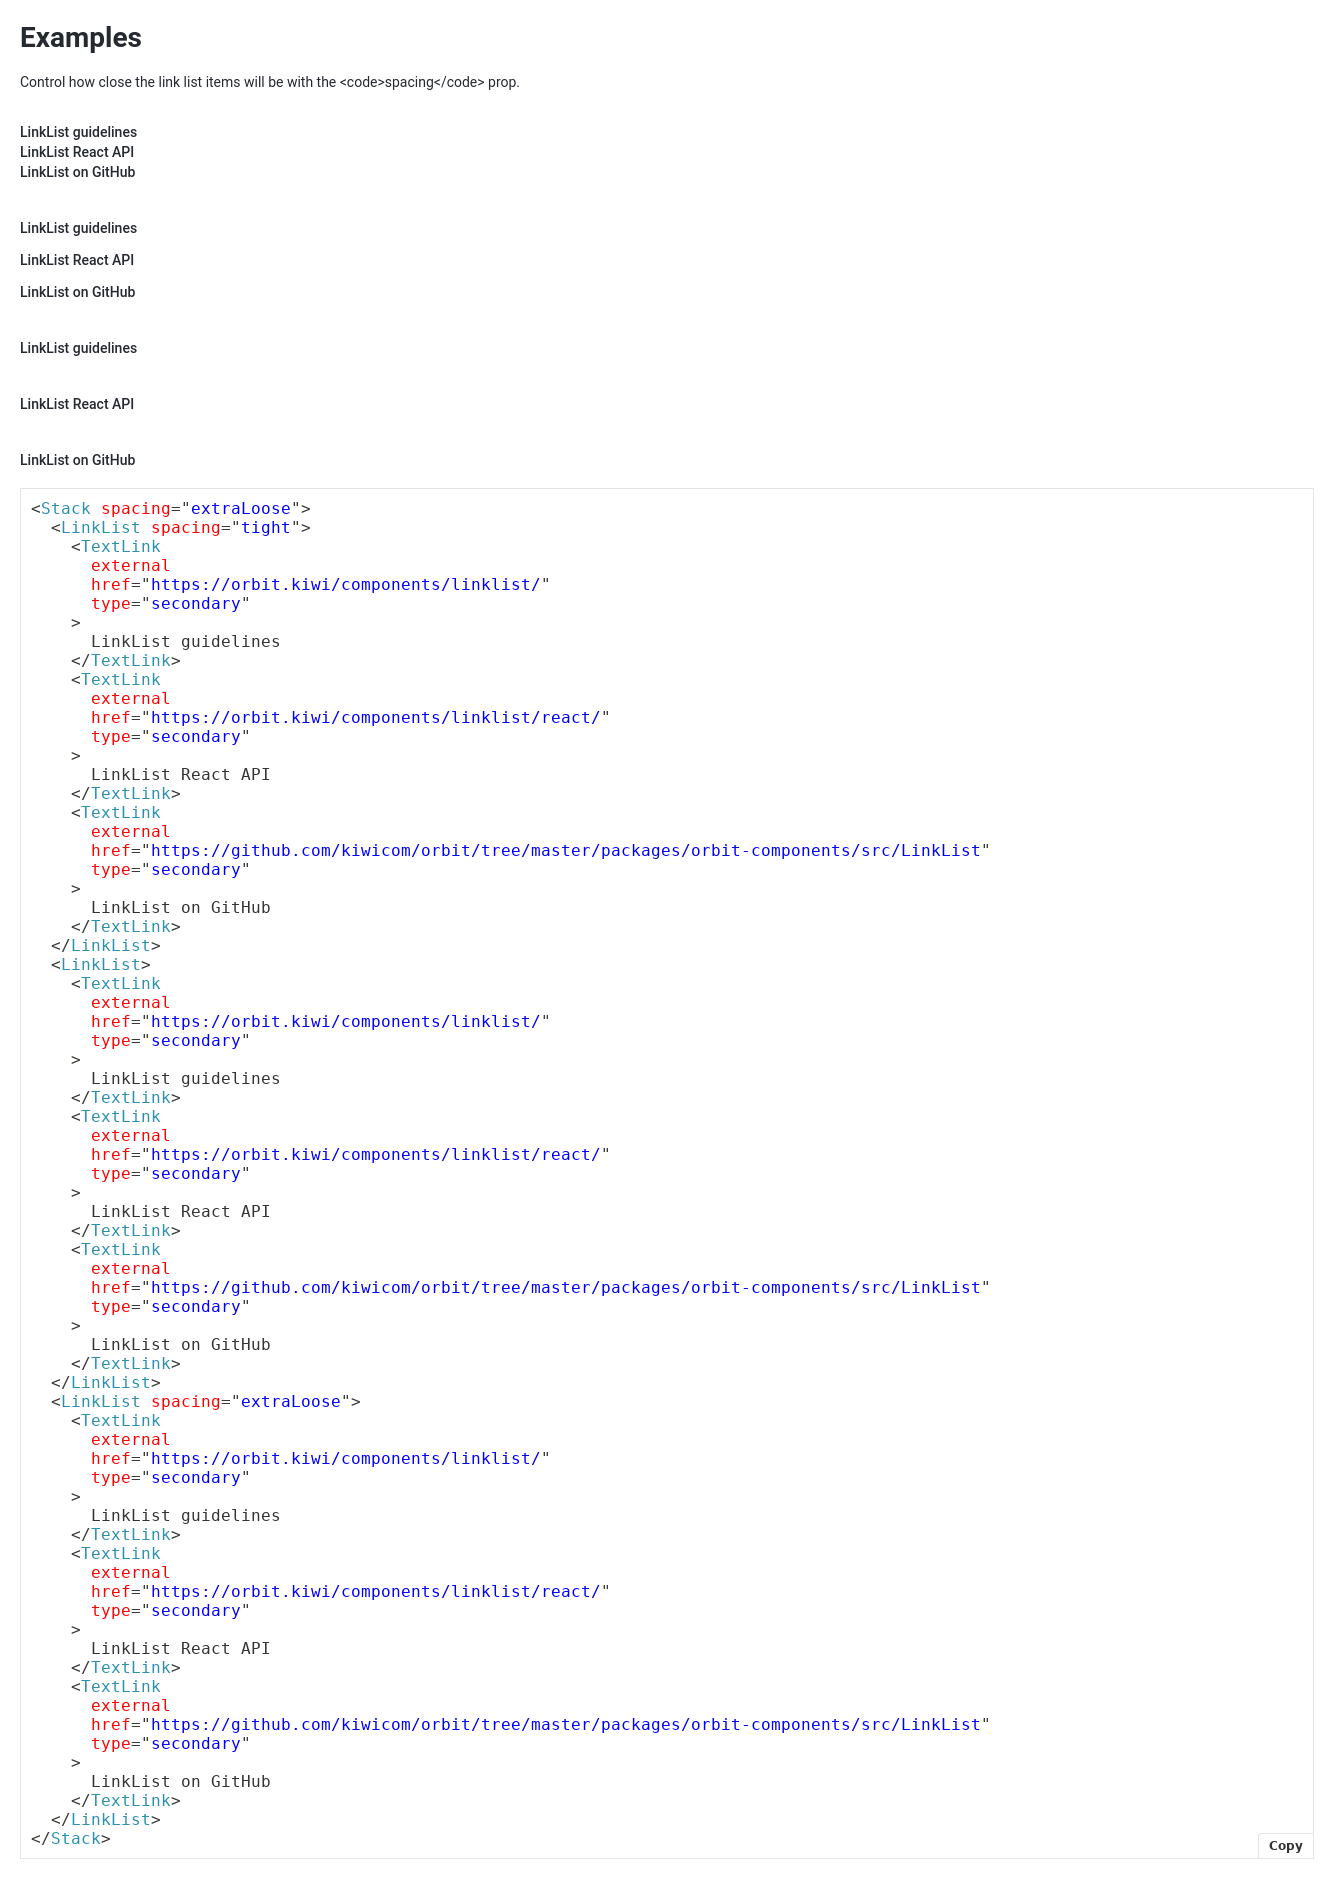 Examples
Control how close the link list items will be with the <code>spacing</code> prop.
LinkList guidelines
LinkList React API
LinkList on GitHub
LinkList guidelines
LinkList React API
LinkList on GitHub
LinkList guidelines
LinkList React API
LinkList on GitHub
<Stack spacing="extraLoose">
  <LinkList spacing="tight">
    <TextLink
      external
      href="https://orbit.kiwi/components/linklist/"
      type="secondary"
    >
      LinkList guidelines
    </TextLink>
    <TextLink
      external
      href="https://orbit.kiwi/components/linklist/react/"
      type="secondary"
    >
      LinkList React API
    </TextLink>
    <TextLink
      external
      href="https://github.com/kiwicom/orbit/tree/master/packages/orbit-components/src/LinkList"
      type="secondary"
    >
      LinkList on GitHub
    </TextLink>
  </LinkList>
  <LinkList>
    <TextLink
      external
      href="https://orbit.kiwi/components/linklist/"
      type="secondary"
    >
      LinkList guidelines
    </TextLink>
    <TextLink
      external
      href="https://orbit.kiwi/components/linklist/react/"
      type="secondary"
    >
      LinkList React API
    </TextLink>
    <TextLink
      external
      href="https://github.com/kiwicom/orbit/tree/master/packages/orbit-components/src/LinkList"
      type="secondary"
    >
      LinkList on GitHub
    </TextLink>
  </LinkList>
  <LinkList spacing="extraLoose">
    <TextLink
      external
      href="https://orbit.kiwi/components/linklist/"
      type="secondary"
    >
      LinkList guidelines
    </TextLink>
    <TextLink
      external
      href="https://orbit.kiwi/components/linklist/react/"
      type="secondary"
    >
      LinkList React API
    </TextLink>
    <TextLink
      external
      href="https://github.com/kiwicom/orbit/tree/master/packages/orbit-components/src/LinkList"
      type="secondary"
    >
      LinkList on GitHub
    </TextLink>
  </LinkList>
</Stack>
Copy